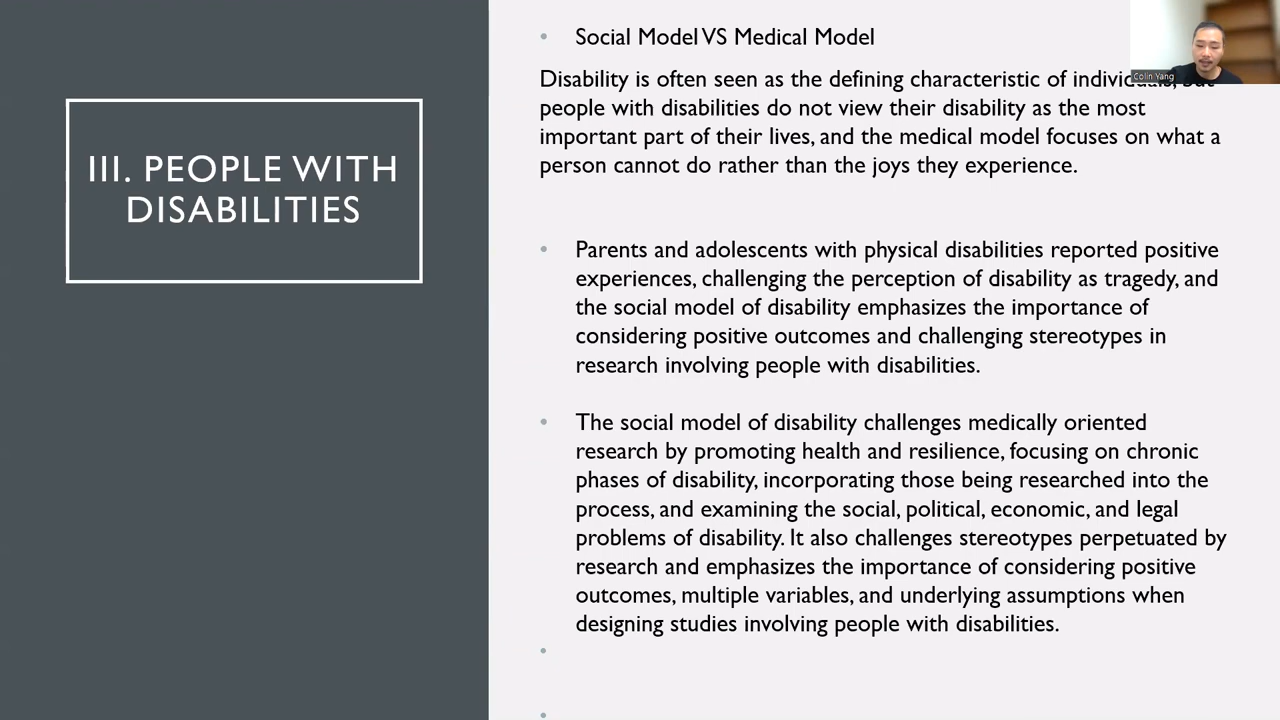 III. PEOPLE WITH
DISABILITIES
Social Model VS Medical Model
Disability is often seen as the defining characteristic of individuals, but
people with disabilities do not view their disability as the most
important part of their lives, and the medical model focuses on what a
person cannot do rather than the joys they experience.
Parents and adolescents with physical disabilities reported positive
experiences, challenging the perception of disability as tragedy, and
the social model of disability emphasizes the importance of
considering positive outcomes and challenging stereotypes in
research involving people with disabilities.
The social model of disability challenges medically oriented
research by promoting health and resilience, focusing on chronic
phases of disability, incorporating those being researched into the
process, and examining the social, political, economic, and legal
problems of disability. It also challenges stereotypes perpetuated by
research and emphasizes the importance of considering positive
outcomes, multiple variables, and underlying assumptions when
designing studies involving people with disabilities.
Colin Yang